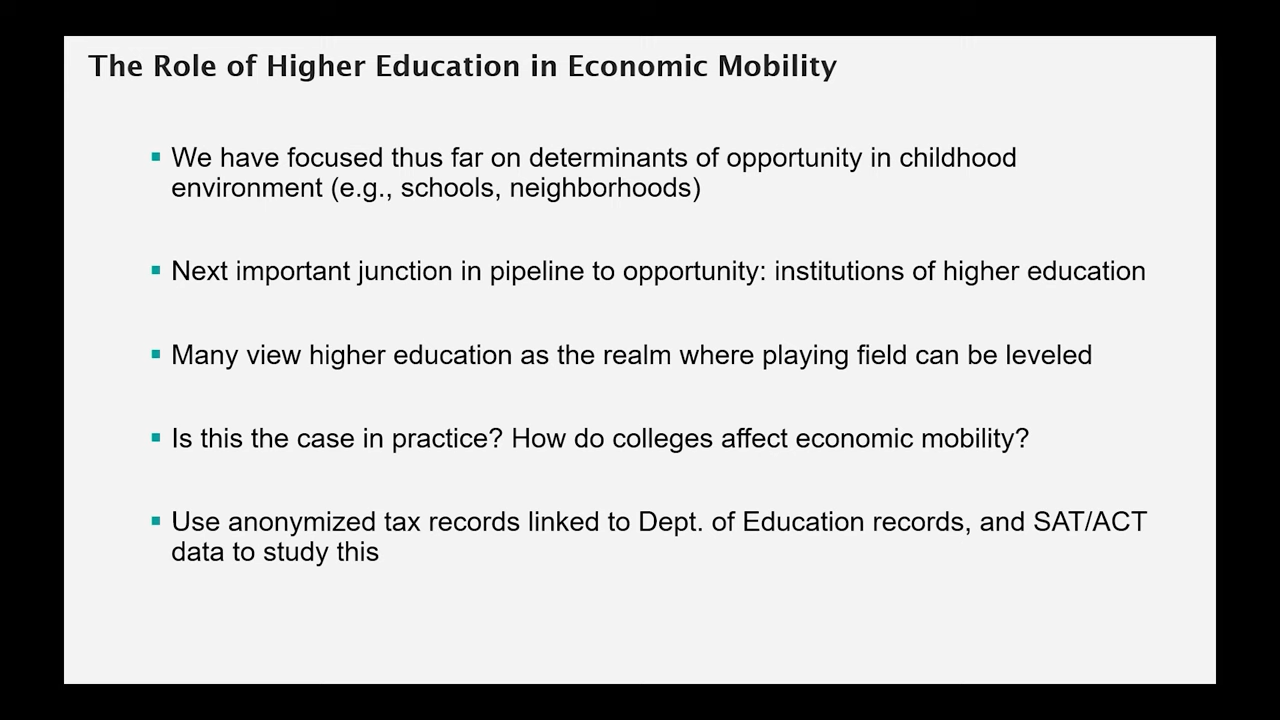 The Role of Higher Education in Economic Mobility
We have focused thus far on determinants of opportunity in childhood
environment (e.g., schools, neighborhoods)
Next important junction in pipeline to opportunity: institutions of higher education
Many view higher education as the realm where playing field can be leveled
Is this the case in practice? How do colleges affect economic mobility?
Use anonymized tax records linked to Dept. of Education records, and SAT/ACT
data to study this